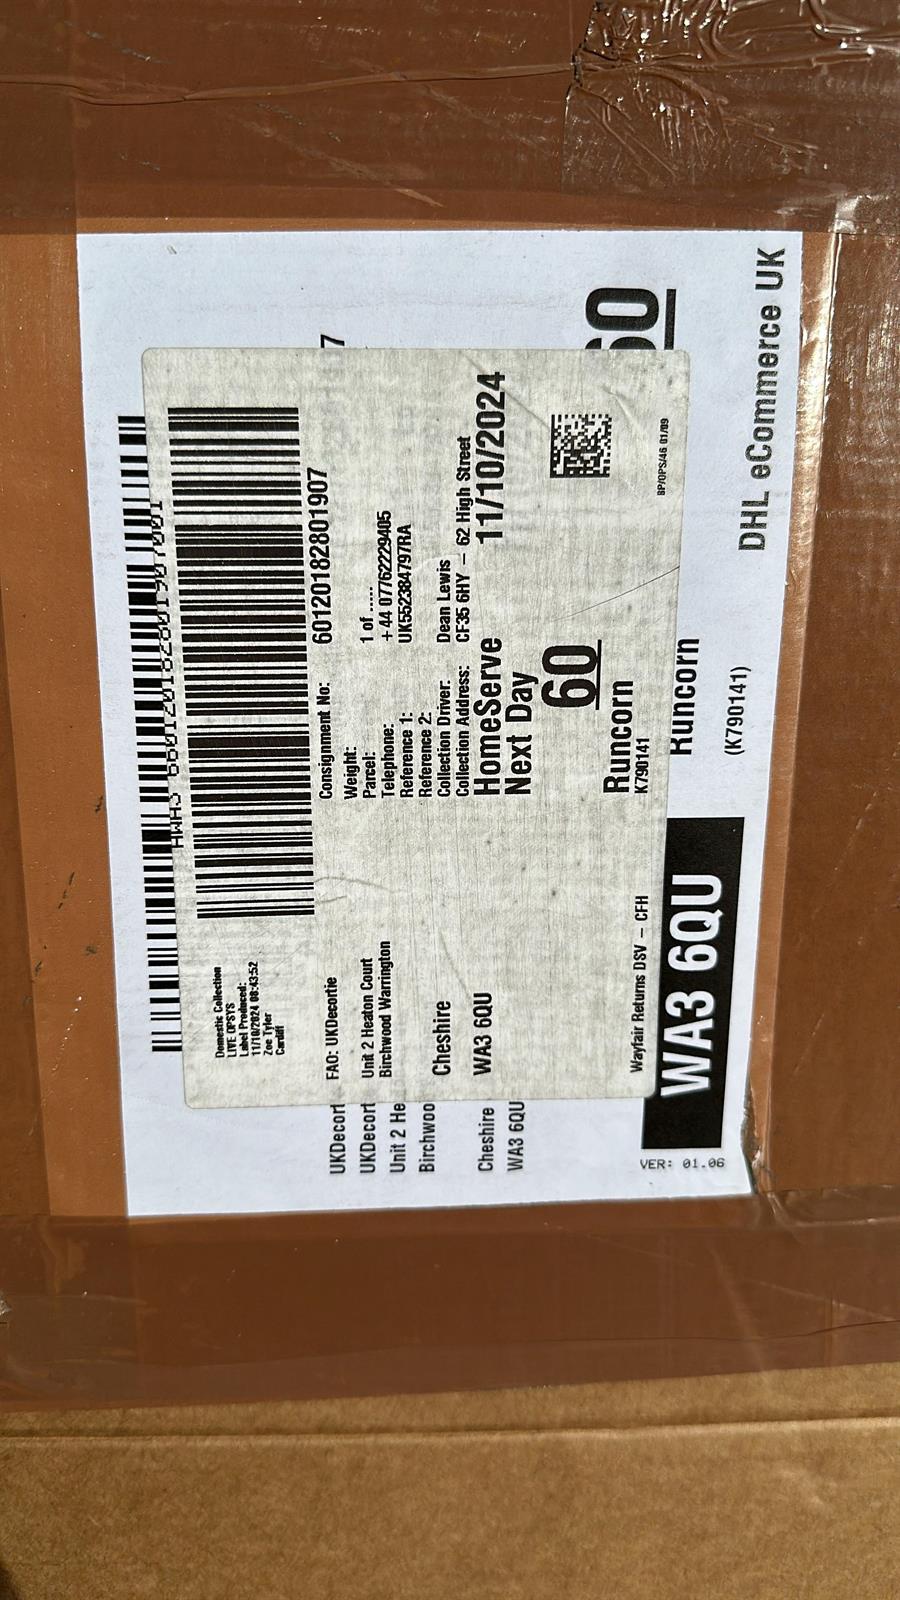 Domestic Collection
LIVE OPSYS
Label Produced:
11/10/2024 08:43:52
Zoe Tyler
Cardiff
FAO: UKDecortie
Unit 2 Heaton Court
Birchwood Warrington
Cheshire
WA3 6QU
Consignment No: 60120182801907
Weight:
Parcel: 1 of .....
Telephone: + 44 07762229405
Reference 1: UK552384797RA
Reference 2:
Collection Driver: Dean Lewis
Collection Address: CF35 6HY – 62 High Street
HomeServe 11/10/2024
Next Day
60
Runcorn
K790141
Wayfair Returns DSV – CFH
BP/OPS/46 01/09
UKDecort
UKDecort
Unit 2 He
Birchwoo
Cheshire
WA3 6QU
WA3 6QU
VER: 01.06
Runcorn
(K790141)
60
DHL eCommerce UK